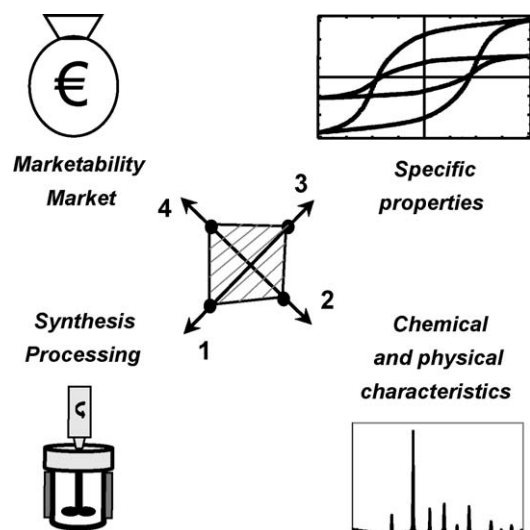 €
Marketability
Market
Specific
properties
4
3
2
1
Synthesis
Processing
Chemical
and physical
characteristics